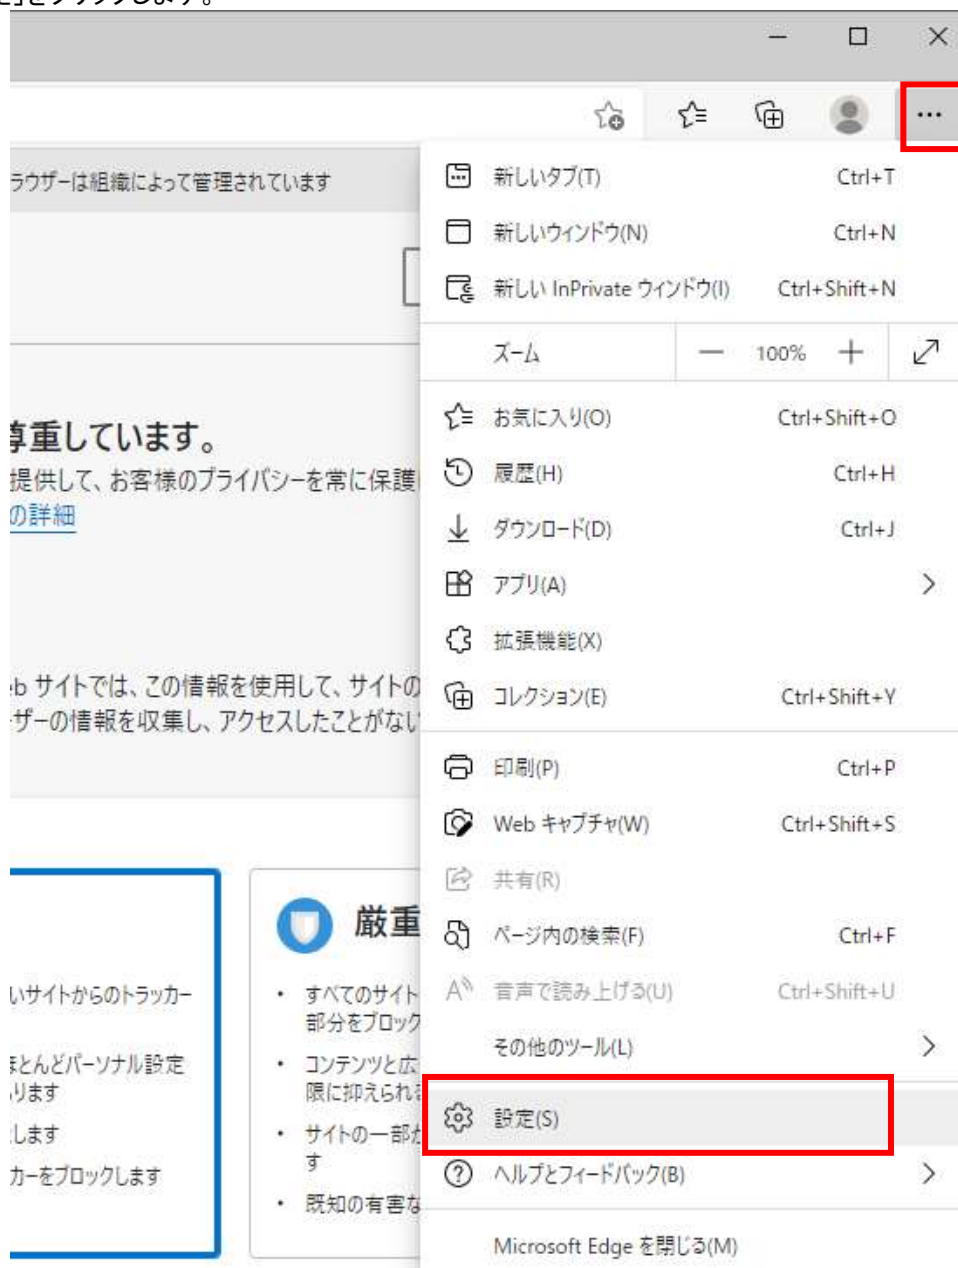 ]をクリックします。
ラウザーは組織によって管理されています
尊重しています。
提供して、お客様のプライバシーを常に保護
の詳細
eb サイトでは、この情報を使用して、サイトの
ーザーの情報を収集し、アクセスしたことがない
いサイトからのトラッカー
ほとんどパーソナル設定
ります
します
カーをブロックします
厳重
• すべてのサイト
部分をブロック
• コンテンツと広
限に抑えられ
• サイトの一部が
す
• 既知の有害な
新しいタブ(T) Ctrl+T
新しいウィンドウ(N) Ctrl+N
新しい InPrivate ウィンドウ(I) Ctrl+Shift+N
ズーム — 100% +
お気に入り(O) Ctrl+Shift+O
履歴(H) Ctrl+H
ダウンロード(D) Ctrl+J
アプリ(A)
拡張機能(X)
コレクション(E) Ctrl+Shift+Y
印刷(P) Ctrl+P
Web キャプチャ(W) Ctrl+Shift+S
共有(R)
ページ内の検索(F) Ctrl+F
音声で読み上げる(U) Ctrl+Shift+U
その他のツール(L)
設定(S)
ヘルプとフィードバック(B)
Microsoft Edge を閉じる(M)